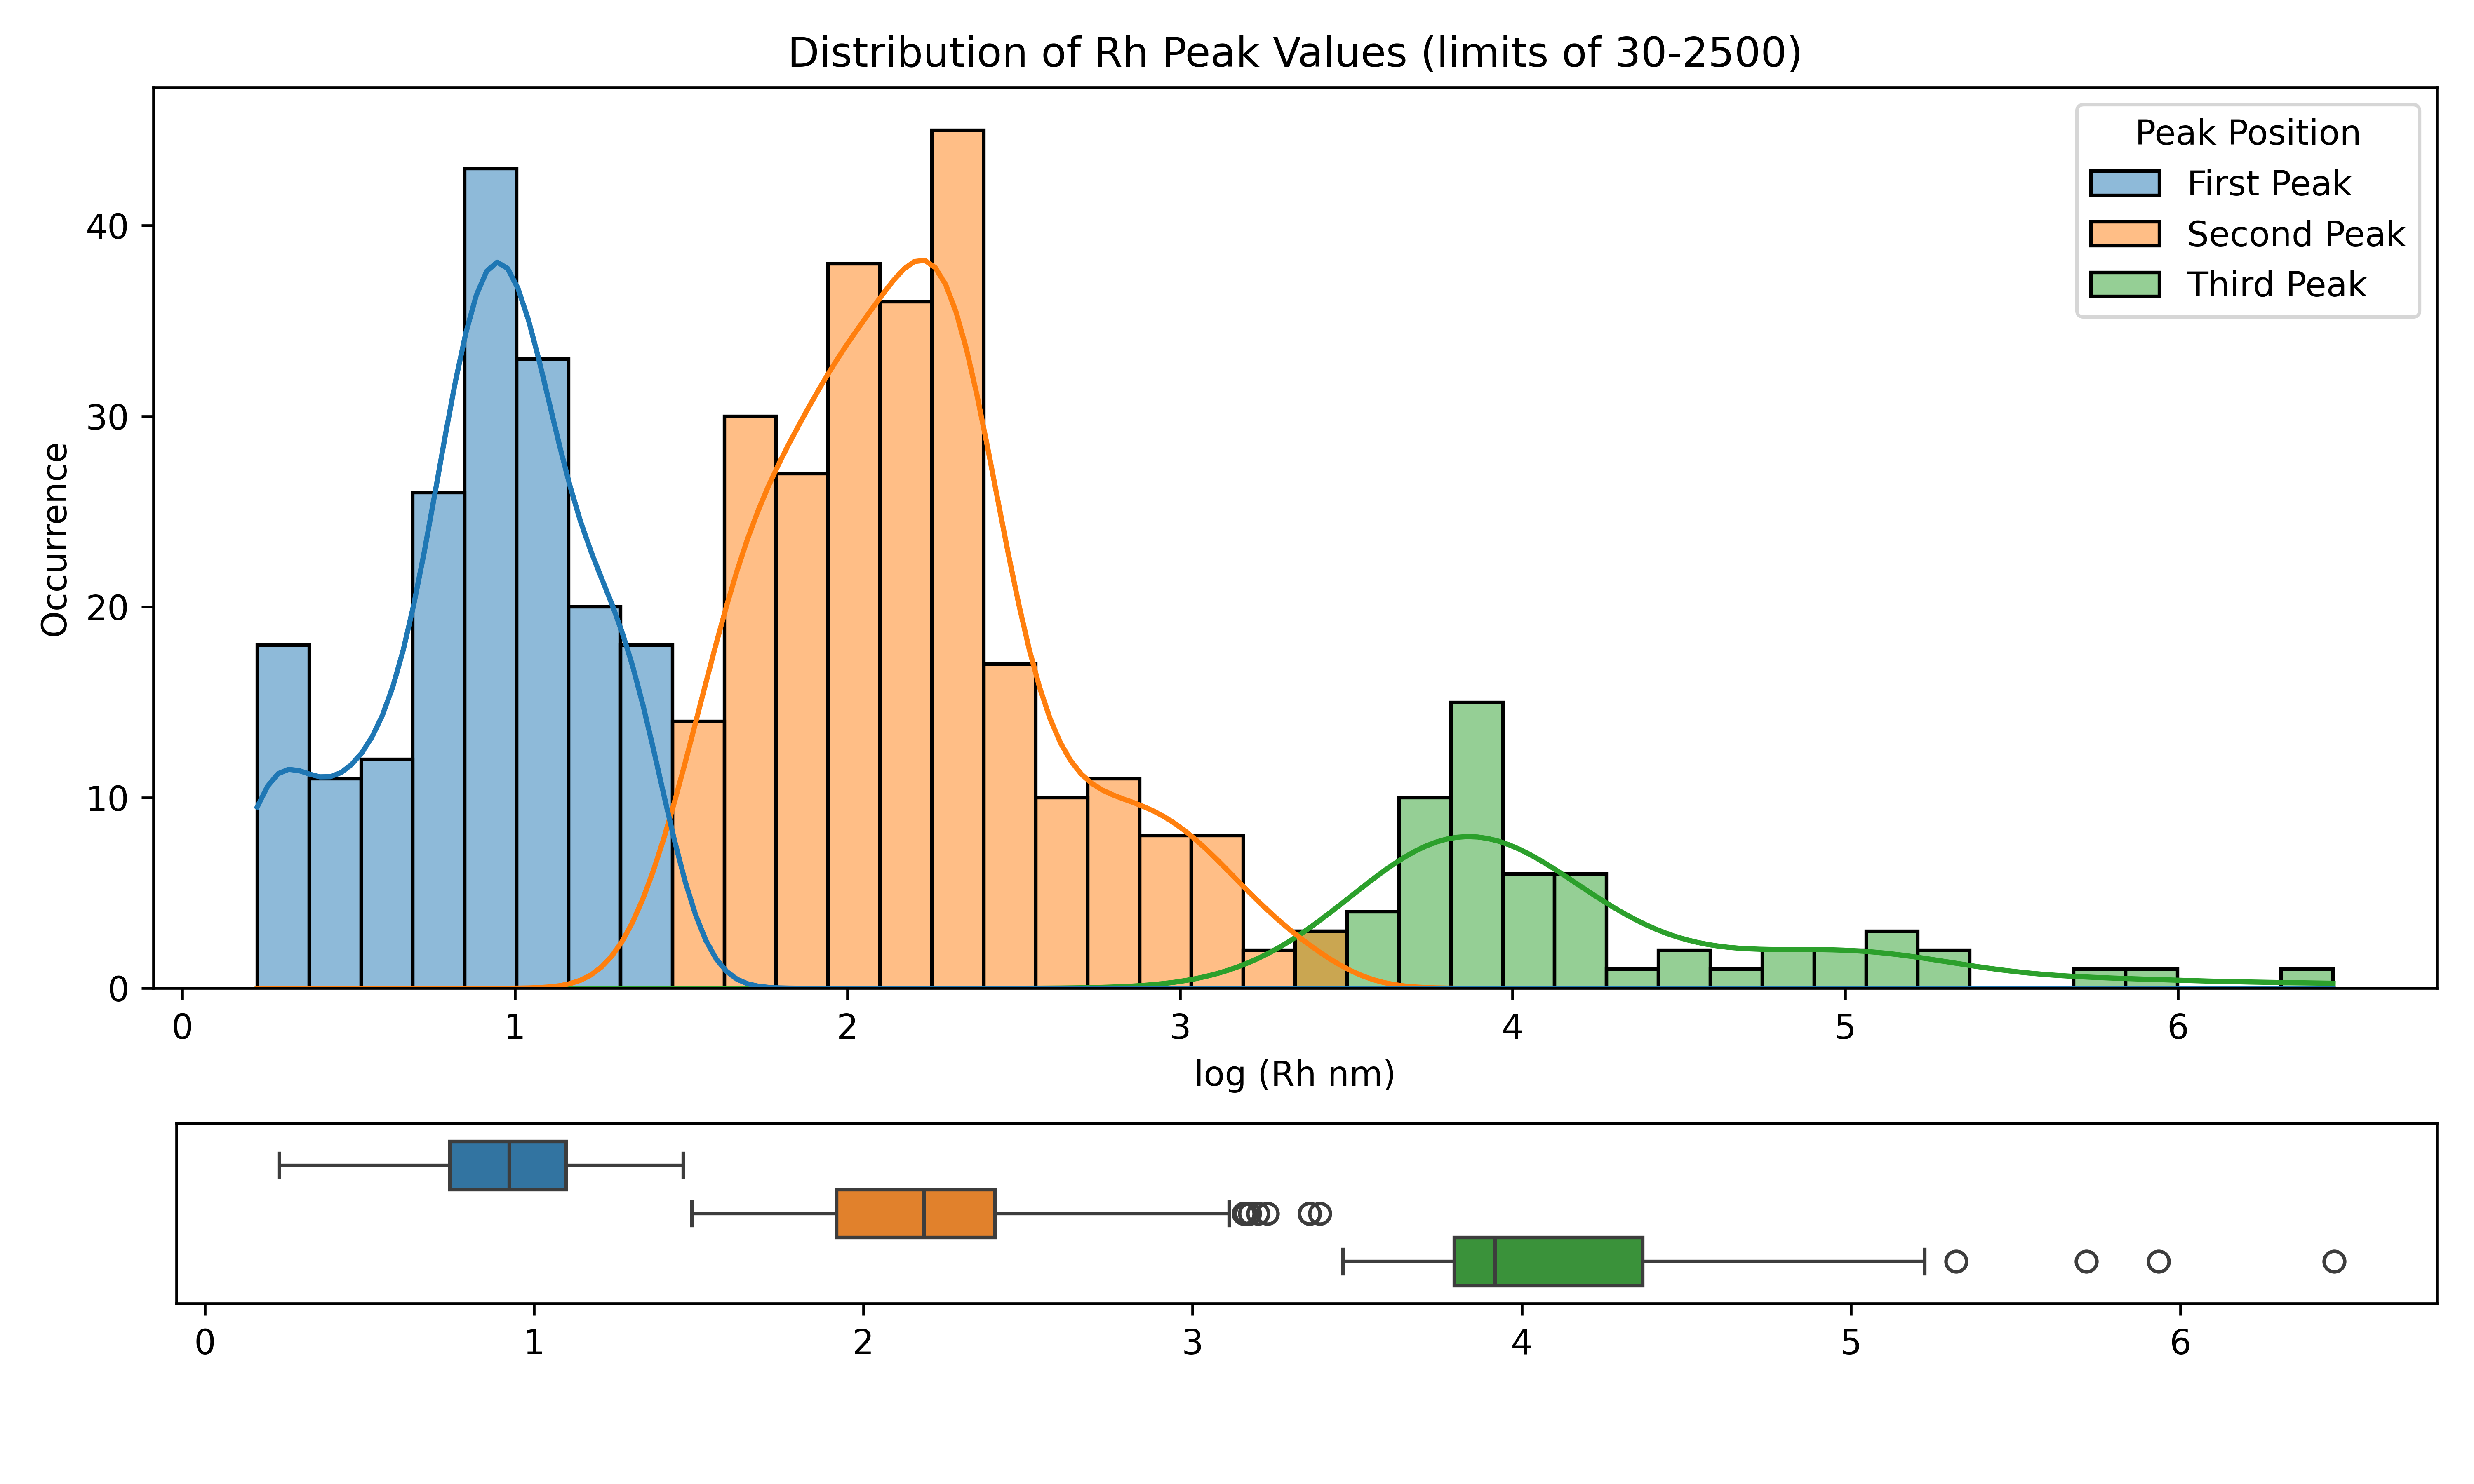 Distribution of Rh Peak Values (limits of 30-2500)
Peak Position
First Peak
Second Peak
Third Peak
Occurrence
40
30
20
10
0
0 1 2 3 4 5 6
log (Rh nm)
0 1 2 3 4 5 6